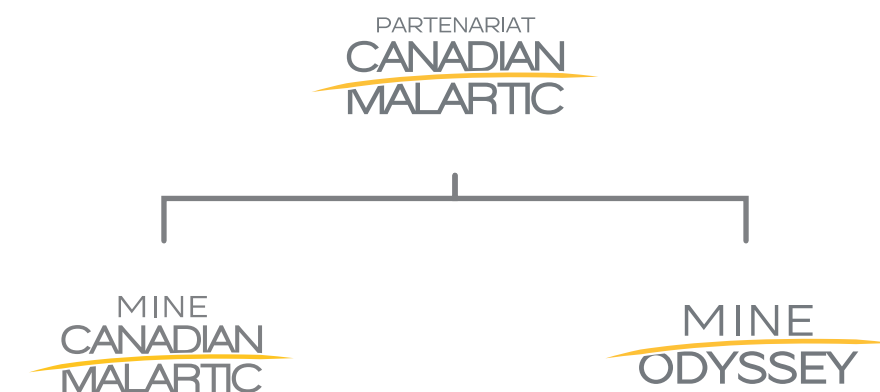 PARTENARIAT
CANADIAN
MALARTIC
MINE
CANADIAN
MALARTIC
MINE
ODYSSEY